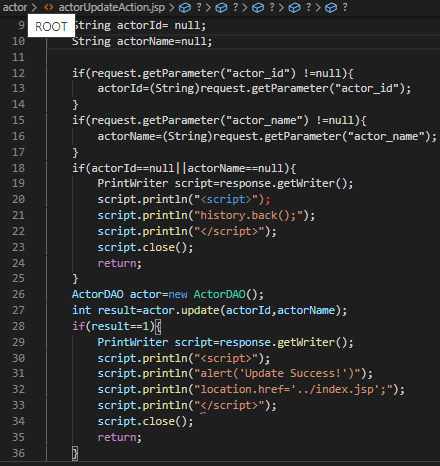 actor > actorUpdateAction.jsp > ? > ? > ? > ? > ?
ROOT
9 String actorId= null;
10 String actorName=null;
11
12 if(request.getParameter("actor_id") !=null){
13 actorId=(String)request.getParameter("actor_id");
14 }
15 if(request.getParameter("actor_name") !=null){
16 actorName=(String)request.getParameter("actor_name");
17 }
18 if(actorId==null||actorName==null){
19 PrintWriter script=response.getWriter();
20 script.println("<script>");
21 script.println("history.back();");
22 script.println("</script>");
23 script.close();
24 return;
25 }
26 ActorDAO actor=new ActorDAO();
27 int result=actor.update(actorId,actorName);
28 if(result==1){
29 PrintWriter script=response.getWriter();
30 script.println("<script>");
31 script.println("alert('Update Success!')");
32 script.println("location.href='../index.jsp';");
33 script.println("</script>");
34 script.close();
35 return;
36 }